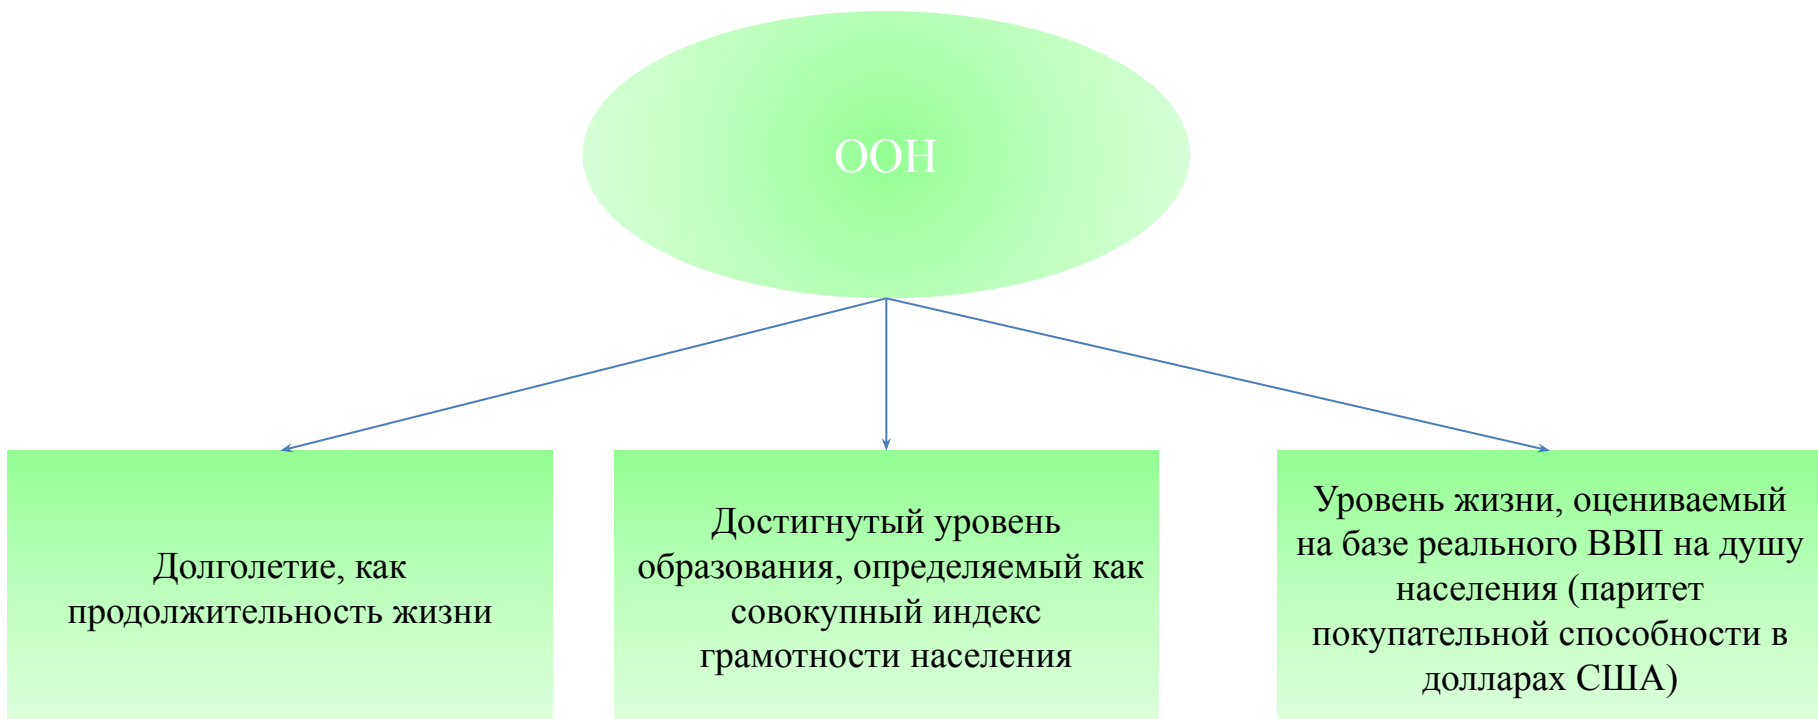 ООН
Долголетие, как
продолжительность жизни
Достигнутый уровень
образования, определяемый как
совокупный индекс
грамотности населения
Уровень жизни, оцениваемый
на базе реального ВВП на душу
населения (паритет
покупательной способности в
долларах США)